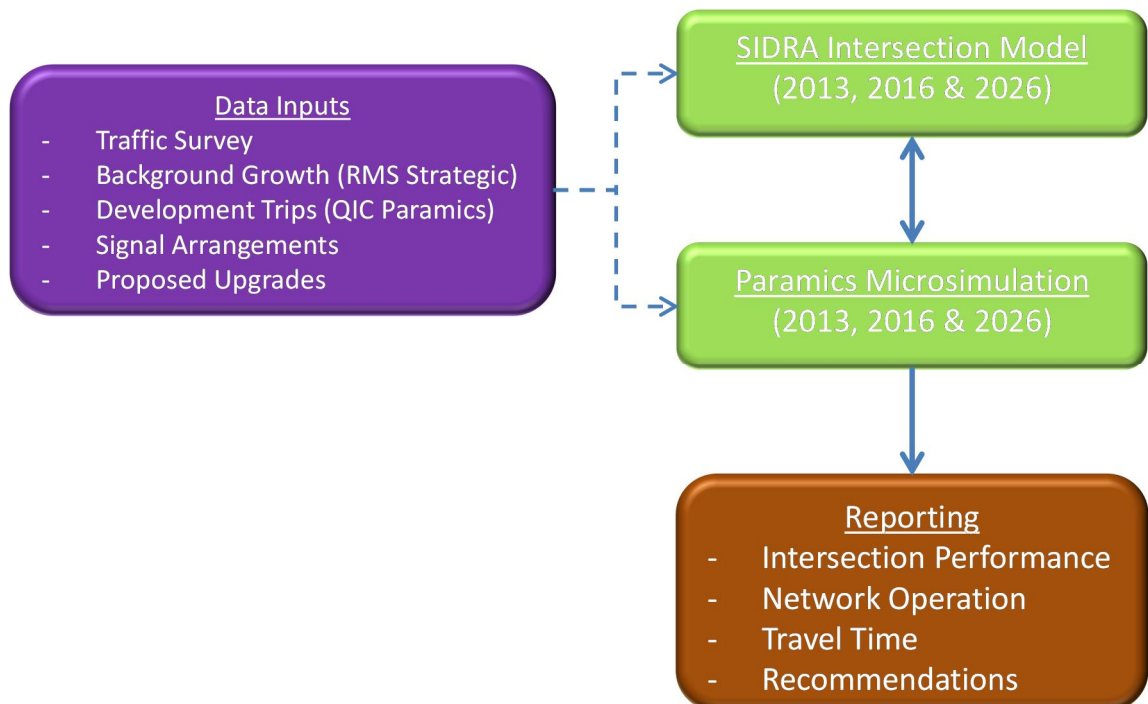 Data Inputs
- Traffic Survey
- Background Growth (RMS Strategic)
- Development Trips (QIC Paramics)
- Signal Arrangements
- Proposed Upgrades
SIDRA Intersection Model
(2013, 2016 & 2026)
Paramics Microsimulation
(2013, 2016 & 2026)
Reporting
- Intersection Performance
- Network Operation
- Travel Time
- Recommendations